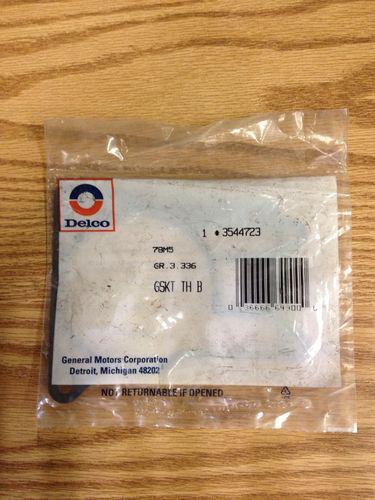 Delco
1 3544723
78M5
GR.3.336
GSKT TH B
General Motors Corporation
Detroit, Michigan 48202
NOT RETURNABLE IF OPENED